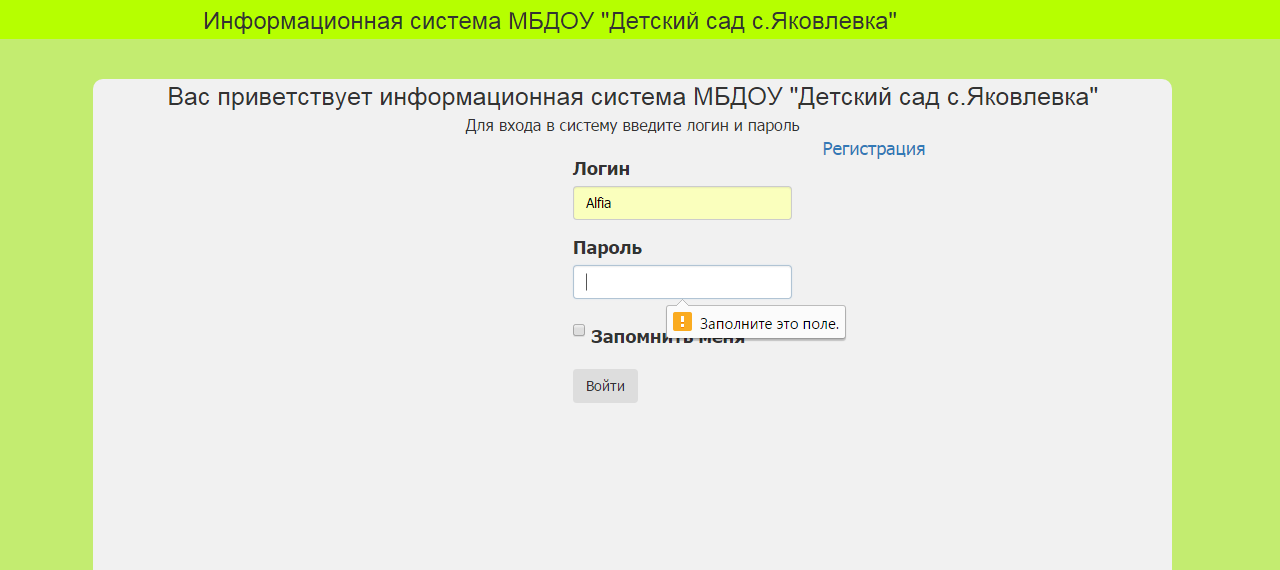 Информационная система МБДОУ "Детский сад с.Яковлевка"
Вас приветствует информационная система МБДОУ "Детский сад с.Яковлевка"
Для входа в систему введите логин и пароль
Регистрация
Логин
Alfia
Пароль
Заполните это поле.
Запомнить меня
Войти